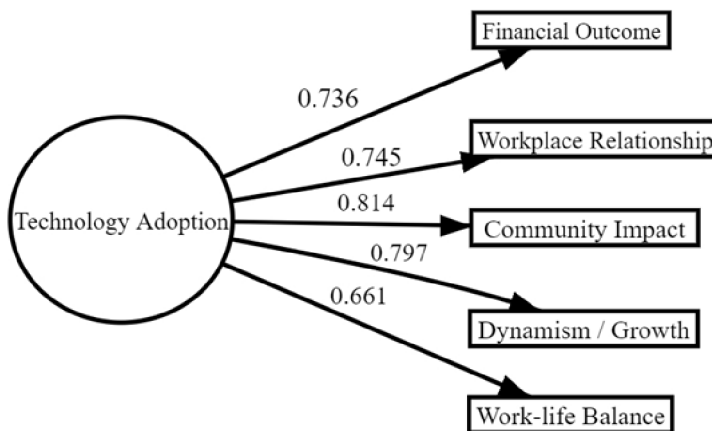 Financial Outcome
0.736
Workplace Relationship
0.745
Technology Adoption
0.814
Community Impact
0.797
Dynamism / Growth
0.661
Work-life Balance